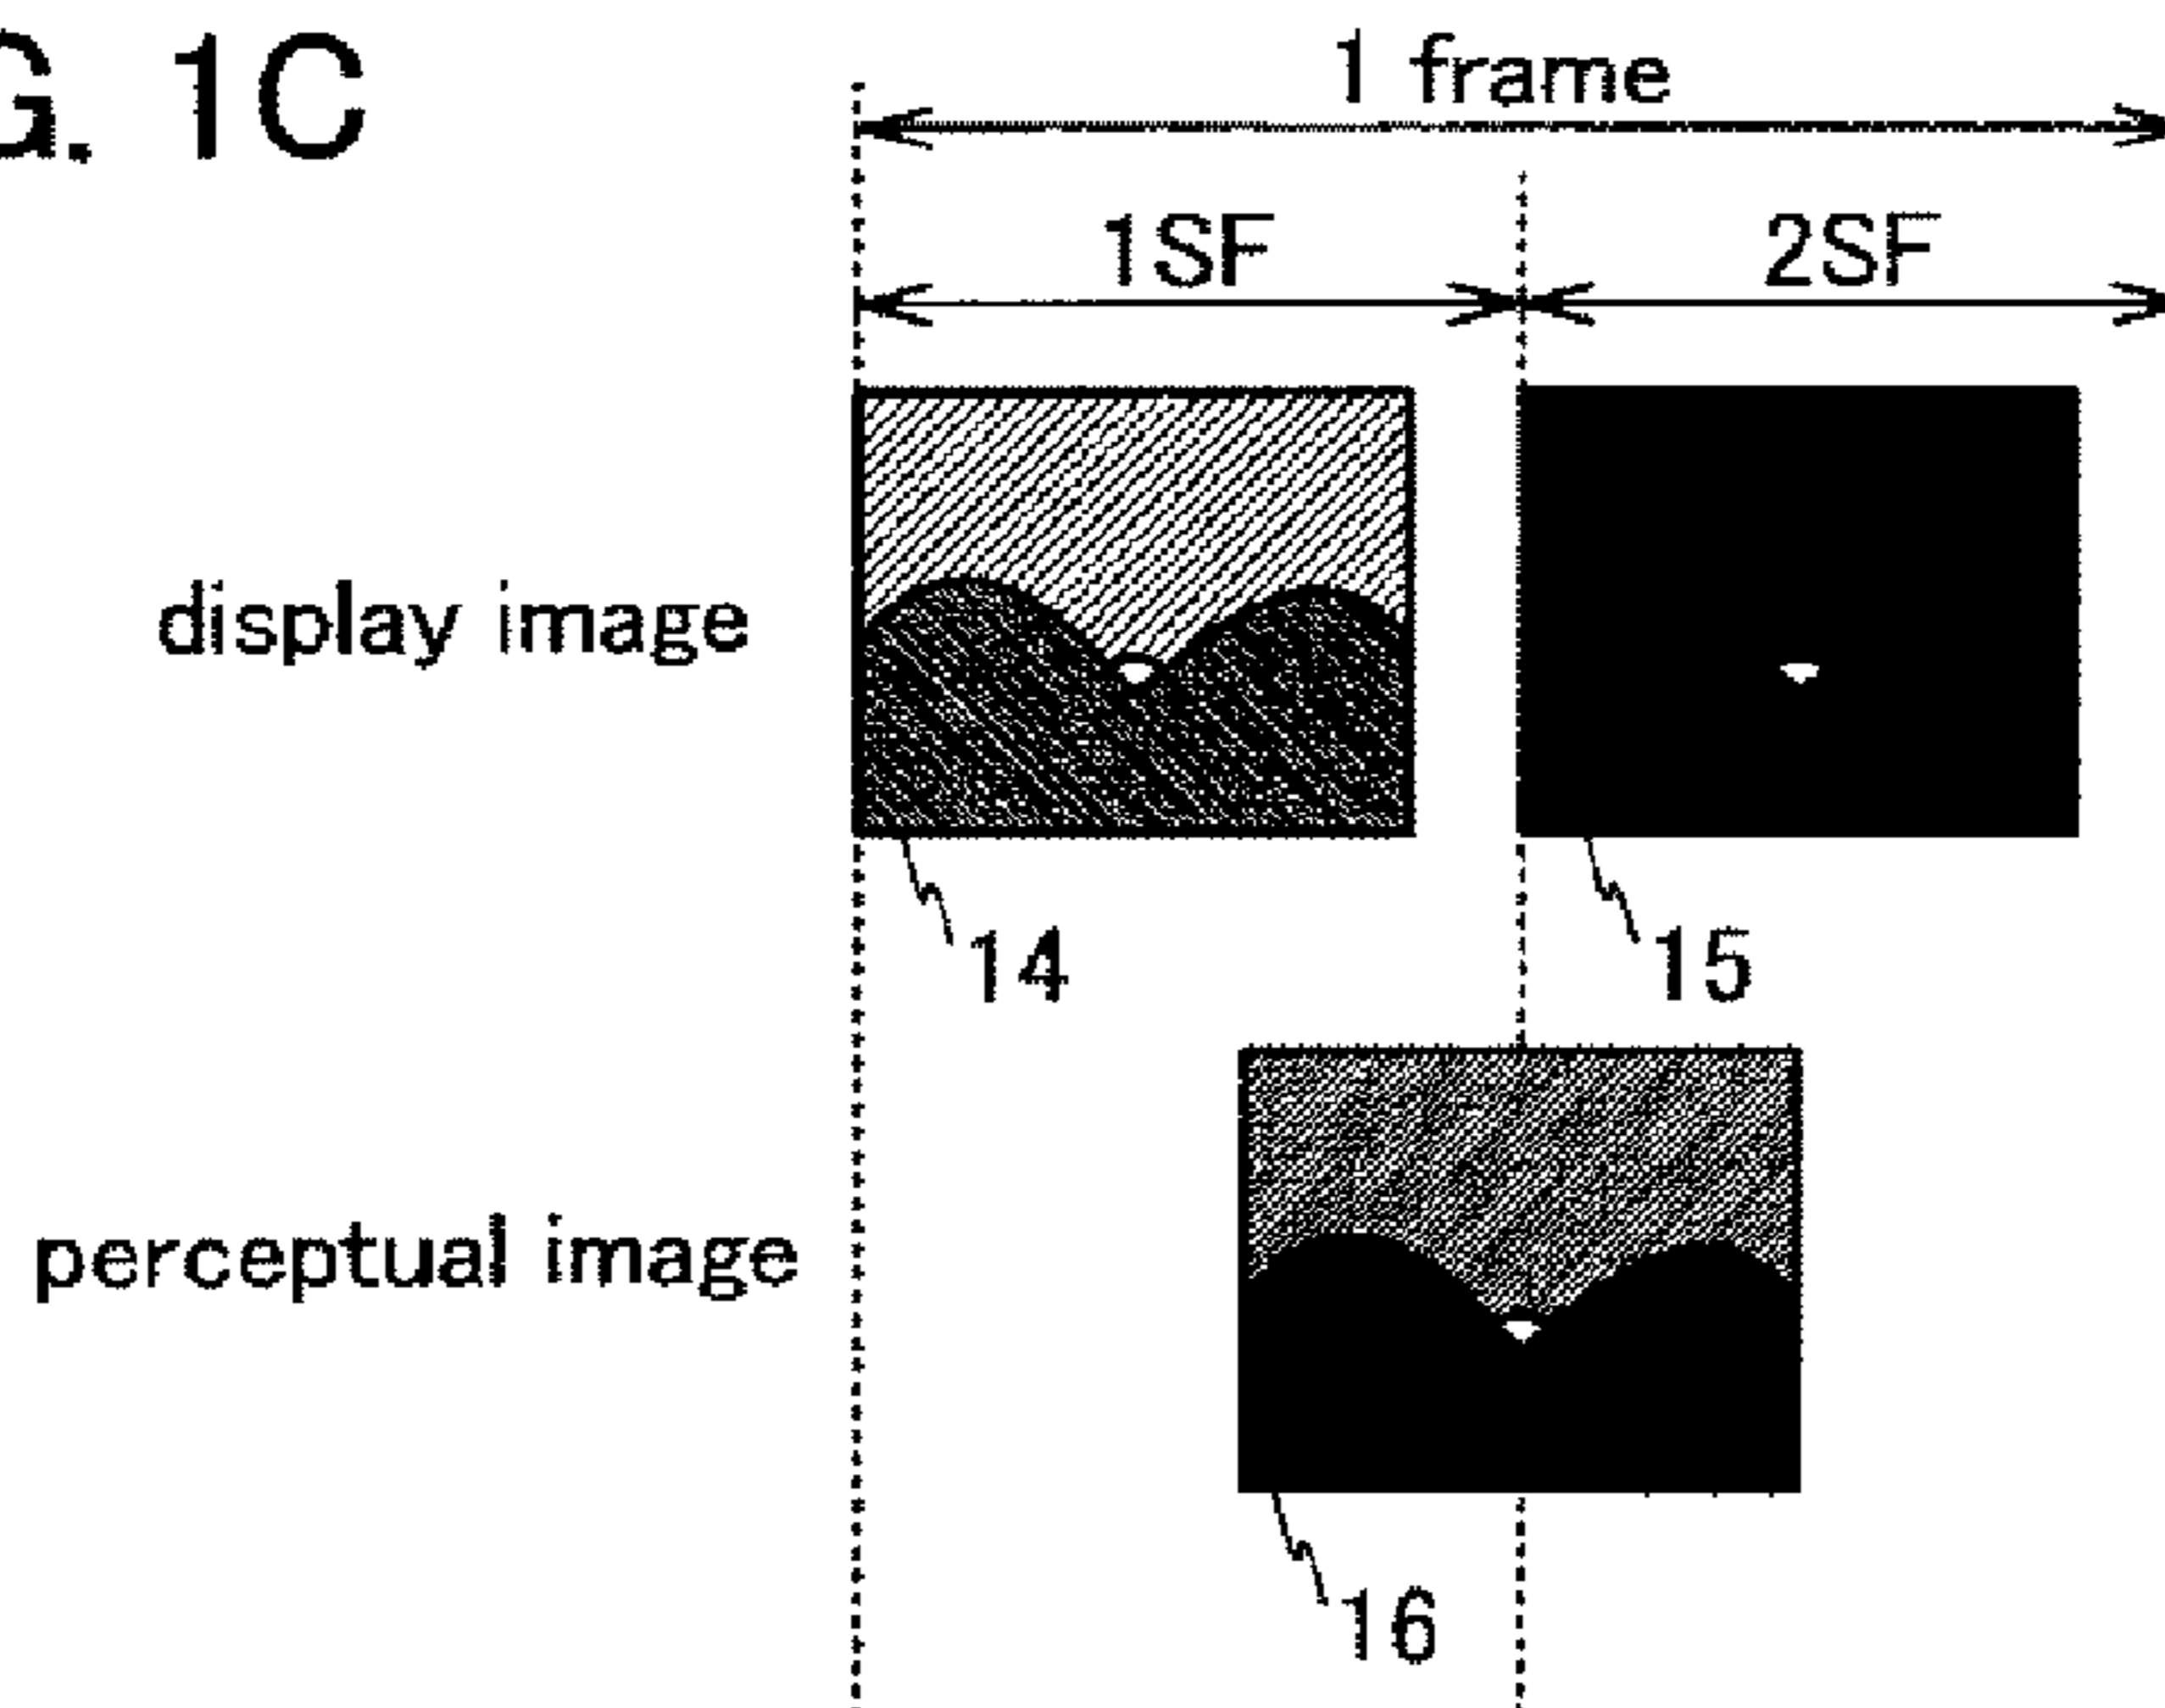 G. 1C
1 frame
1SF 2SF
display image
14 15
perceptual image
16